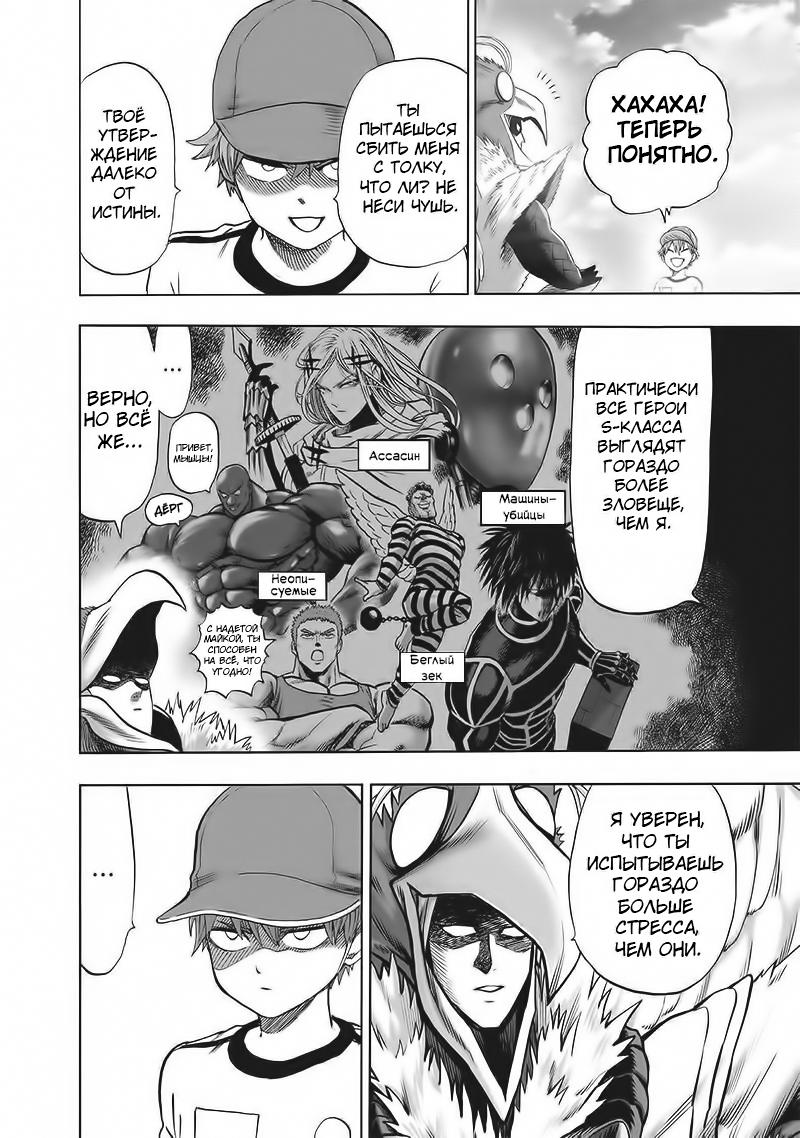 ХАХАХА!
ТЕПЕРЬ
ПОНЯТНО.
ТЫ
ПЫТАЕШЬСЯ
СБИТЬ МЕНЯ
С ТОЛКУ,
ЧТО ЛИ? НЕ
НЕСИ ЧУШЬ.
ТВОЁ
УТВЕР-
ЖДЕНИЕ
ДАЛЕКО
ОТ
ИСТИНЫ.
ПРАКТИЧЕСКИ
ВСЕ ГЕРОИ
S-КЛАССА
ВЫГЛЯДЯТ
ГОРАЗДО
БОЛЕЕ
ЗЛОВЕЩЕ,
ЧЕМ Я.
Ассасин
Машины-
убийцы
ПРИВЕТ,
МЫШЦЫ!
ДЁРГ
Неопи-
суемые
С НАДЕТОЙ
МАЙКОЙ, ТЫ
СПОСОБЕН
НА ВСЁ, ЧТО
УГОДНО!
Беглый
зек
...
ВЕРНО,
НО ВСЁ
ЖЕ...
Я УВЕРЕН,
ЧТО ТЫ
ИСПЫТЫВАЕШЬ
ГОРАЗДО
БОЛЬШЕ
СТРЕССА,
ЧЕМ ОНИ.
...